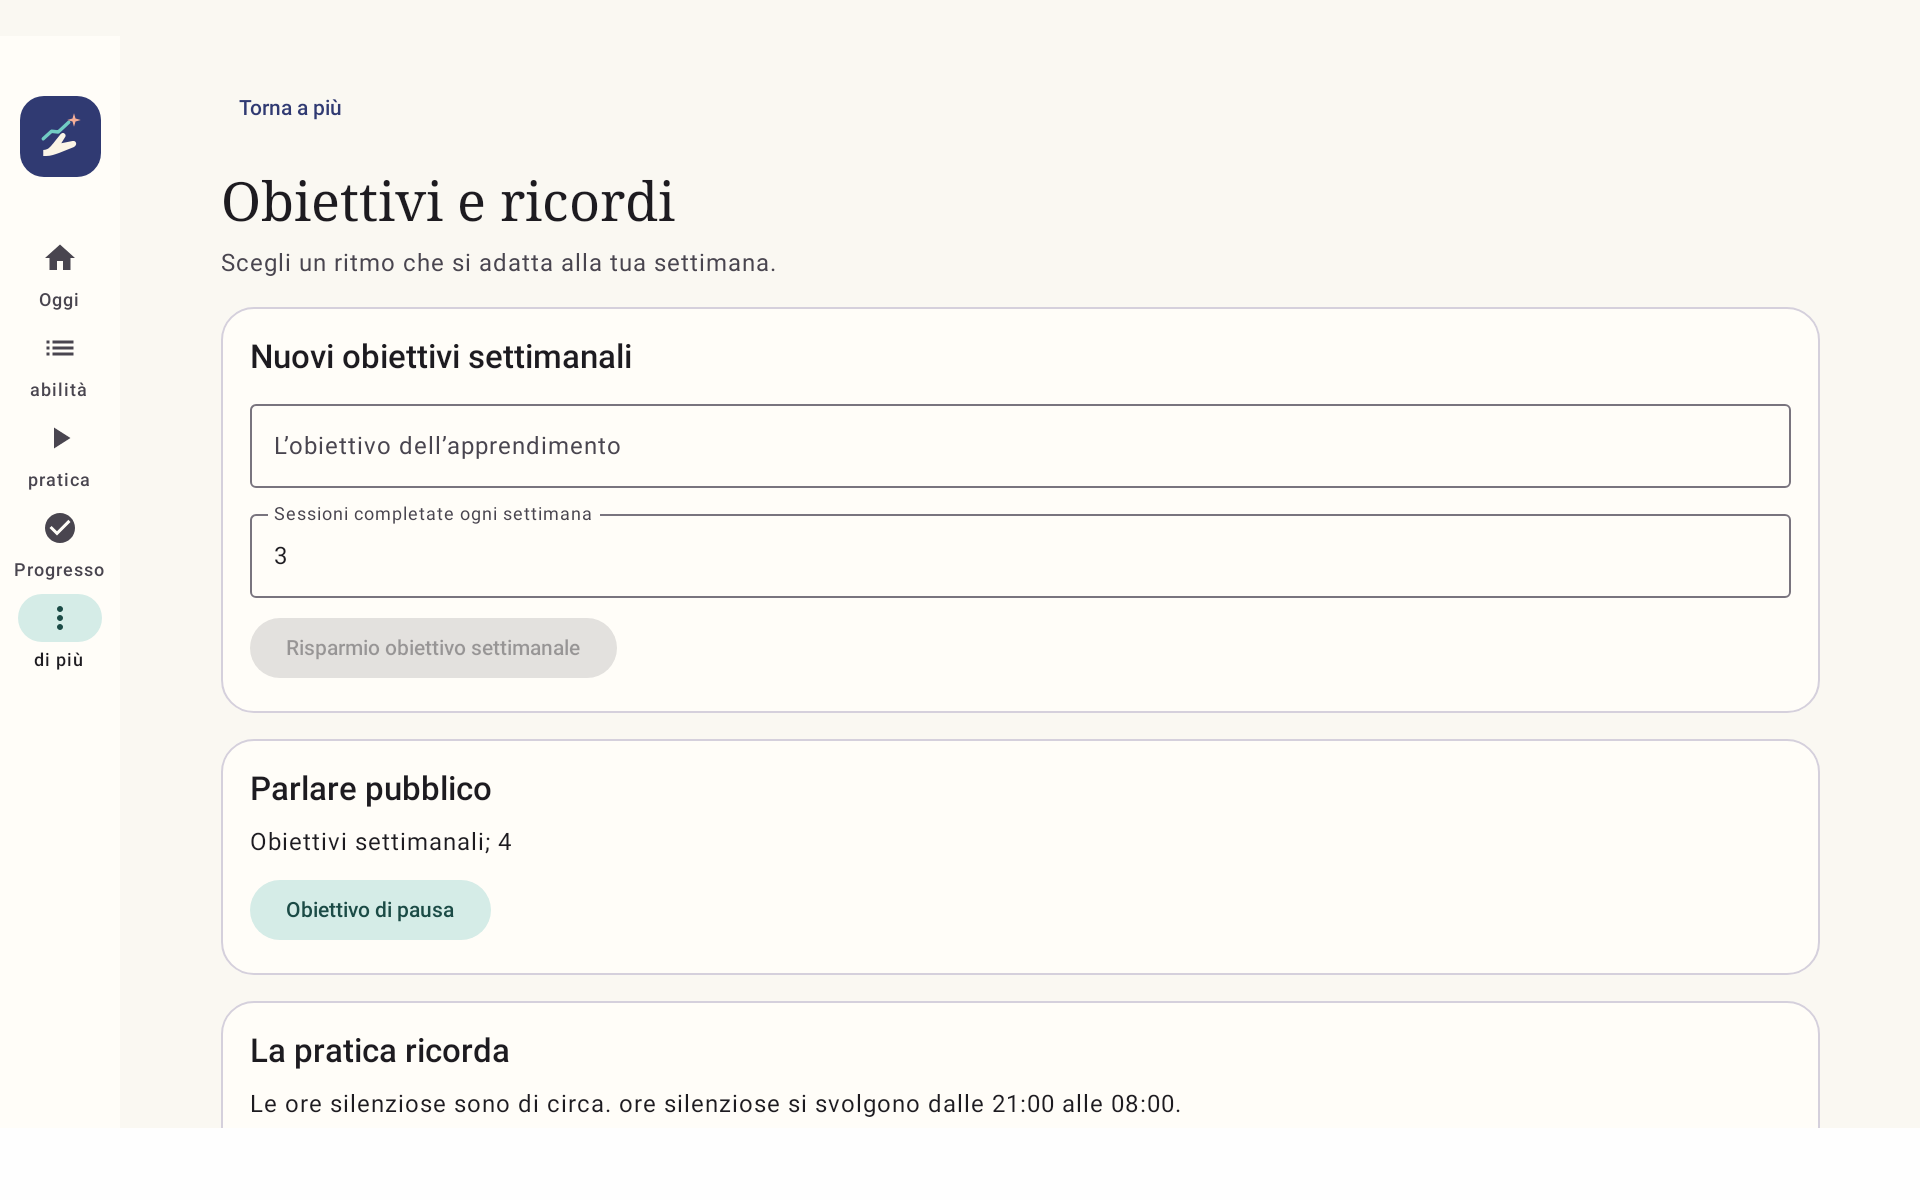 Torna a più
Obiettivi e ricordi
Scegli un ritmo che si adatta alla tua settimana.
Oggi
abilità
pratica
Progresso
di più
Nuovi obiettivi settimanali
L’obiettivo dell’apprendimento
Sessioni completate ogni settimana
3
Risparmio obiettivo settimanale
Parlare pubblico
Obiettivi settimanali; 4
Obiettivo di pausa
La pratica ricorda
Le ore silenziose sono di circa. ore silenziose si svolgono dalle 21:00 alle 08:00.